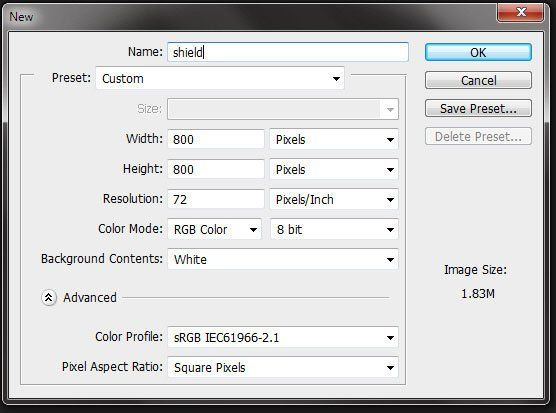 New
Name: shield
OK
Preset: Custom
Cancel
Size:
Save Preset...
Width: 800 Pixels
Delete Preset...
Height: 800 Pixels
Resolution: 72 Pixels/Inch
Color Mode: RGB Color 8 bit
Background Contents: White
Image Size:
1.83M
Advanced
Color Profile: sRGB IEC61966-2.1
Pixel Aspect Ratio: Square Pixels